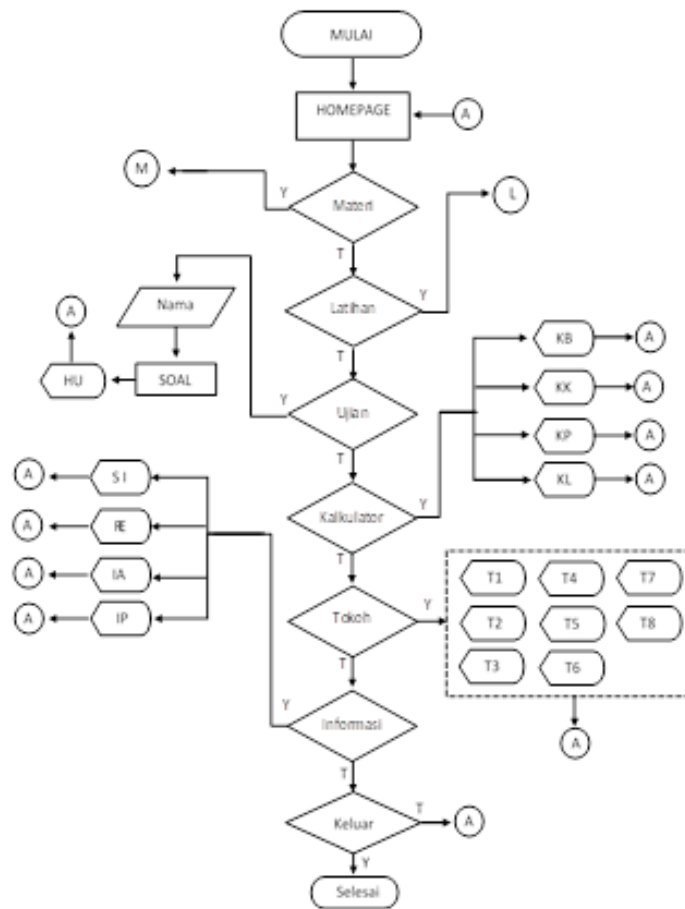 MULAI
HOMEPAGE
A
M
Y
Materi
L
T
Nama
Latihan
Y
A
T
KB
A
HU
SOAL
Y
Ujian
KK
A
T
KP
A
A
SI
Y
KL
A
Kalkulator
A
RE
T
A
IA
T1
T4
T7
Y
A
IP
Tokoh
T2
T5
T8
T
T3
T6
Y
Informasi
A
T
T
Keluar
A
Y
Selesai